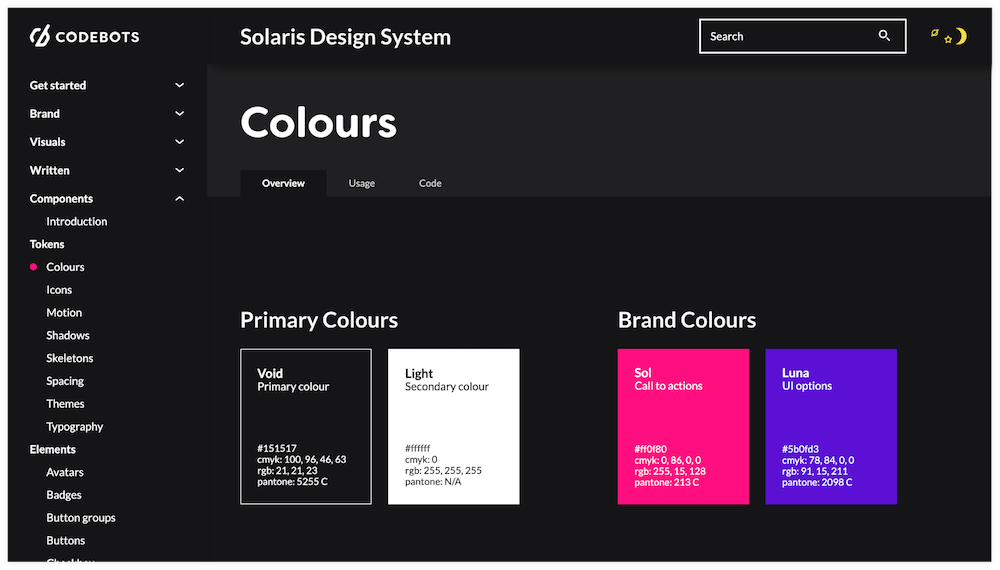 CODEBOTS
Solaris Design System
Search
Get started
Brand
Visuals
Written
Components
Introduction
Tokens
Colours
Icons
Motion
Shadows
Skeletons
Spacing
Themes
Typography
Elements
Avatars
Badges
Button groups
Buttons
Colours
Overview
Usage
Code
Primary Colours
Void
Primary colour
#151517
cmyk: 100, 96, 46, 63
rgb: 21, 21, 23
pantone: 5255 C
Light
Secondary colour
#ffffff
cmyk: 0
rgb: 255, 255, 255
pantone: N/A
Brand Colours
Sol
Call to actions
#ff0f80
cmyk: 0, 86, 0, 0
rgb: 255, 15, 128
pantone: 213 C
Luna
UI options
#5b0fd3
cmyk: 78, 84, 0, 0
rgb: 91, 15, 211
pantone: 2098 C